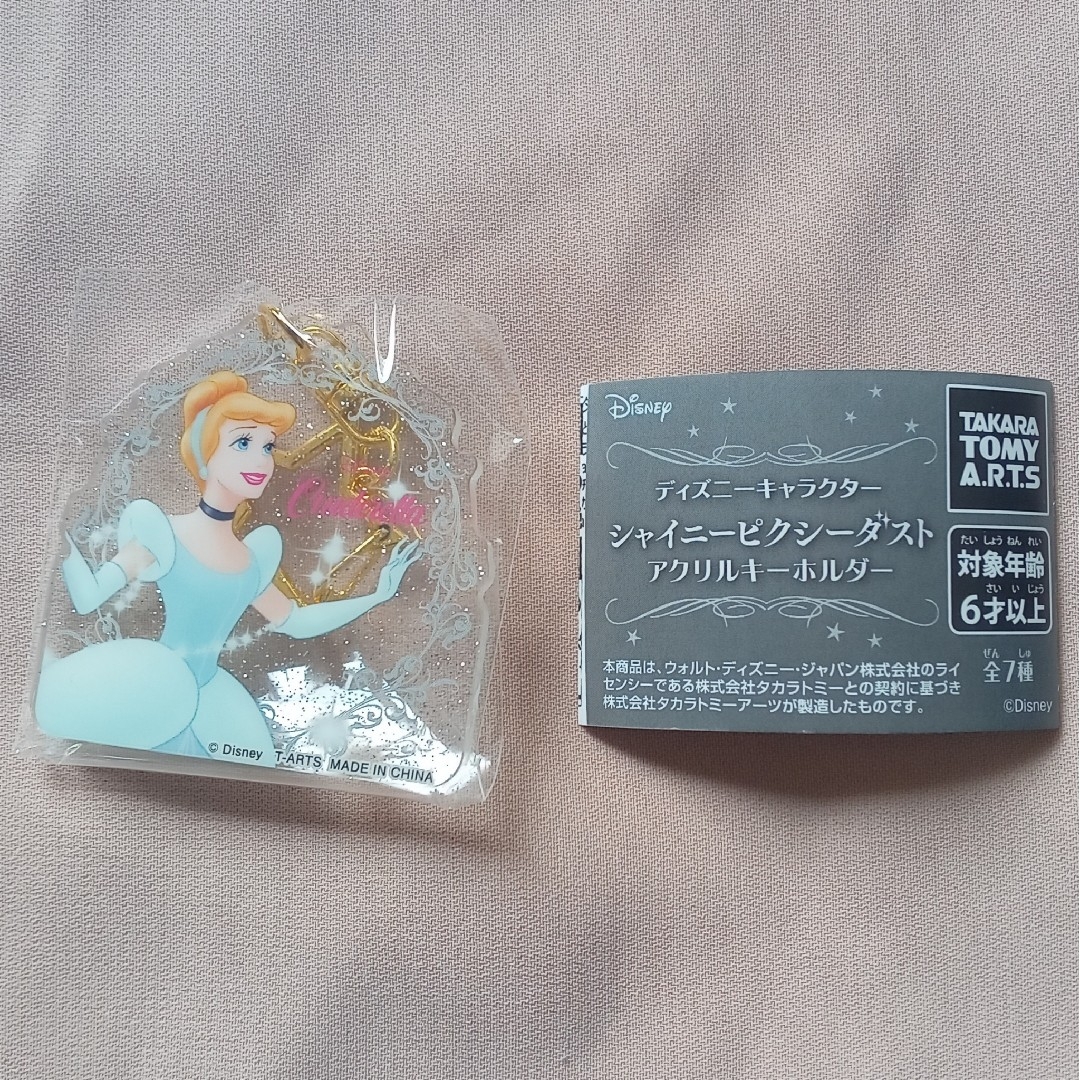 Cinderella
© Disney T-ARTS MADE IN CHINA
Disney
TAKARA
TOMY
A.R.T.S
ディズニーキャラクター
シャイニーピクシーダスト
アクリルキーホルダー
たいしょうねんれい
対象年齢
さいいじょう
6才以上
ぜんしゅ
全7種
本商品は、ウォルト・ディズニー・ジャパン株式会社のライ
センシーである株式会社タカラトミーとの契約に基づき
株式会社タカラトミーアーツが製造したものです。
©Disney